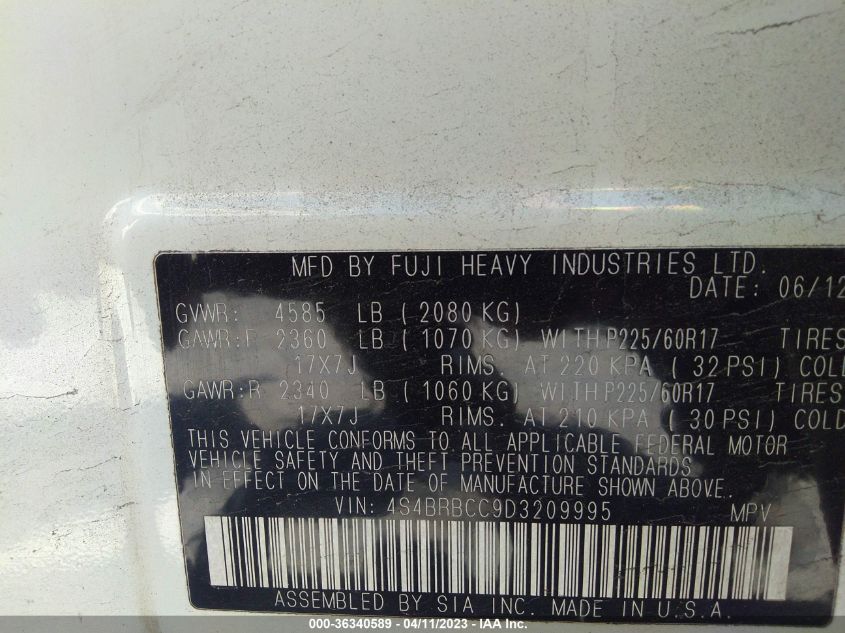 MFD BY FUJI HEAVY INDUSTRIES LTD.
DATE: 06/12
GVWR: 4585 LB ( 2080 KG)
GAWR:F 2360 LB ( 1070 KG) WITH P225/60R17 TIRES
17X7J RIMS. AT 220 KPA ( 32 PSI) COLD
GAWR:R 2340 LB ( 1060 KG) WITH P225/60R17 TIRES
17X7J RIMS. AT 210 KPA ( 30 PSI) COLD
THIS VEHICLE CONFORMS TO ALL APPLICABLE FEDERAL MOTOR
VEHICLE SAFETY AND THEFT PREVENTION STANDARDS
IN EFFECT ON THE DATE OF MANUFACTURE SHOWN ABOVE.
VIN: 4S4BRBCC9D3209995 MPV
ASSEMBLED BY SIA INC. MADE IN U.S.A.
000-36340589 - 04/11/2023 - IAA Inc.